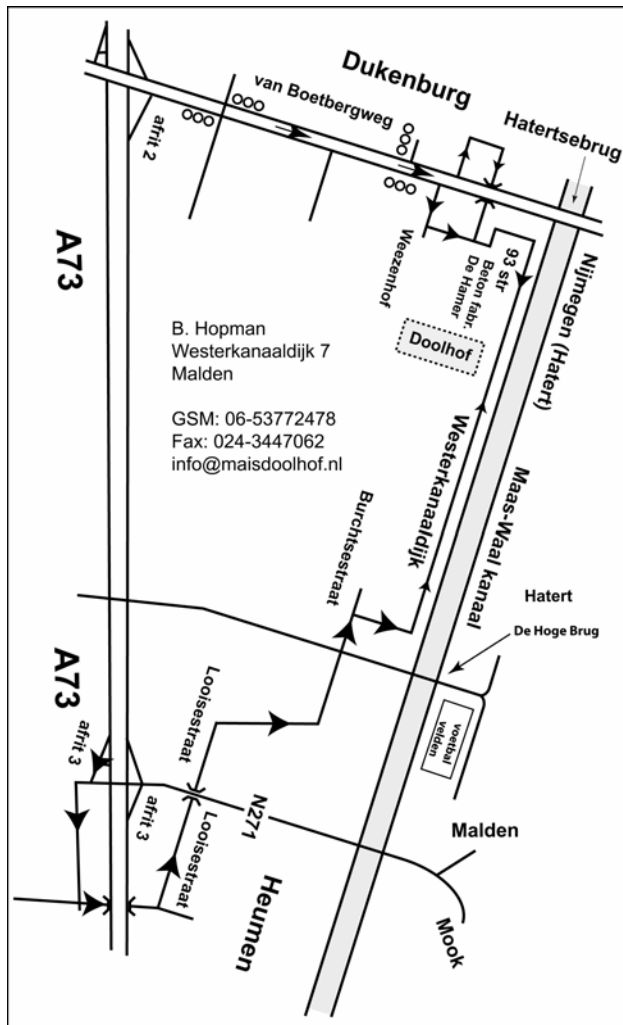 Dukenburg
van Boetbergweg
Hatertsebrug
afrit 2
A73
Weezenhof
93 str
Beton fabr.
De Hamer
Nijmegen (Hatert)
Doolhof
B. Hopman
Westerkanaaldijk 7
Malden
GSM: 06-53772478
Fax: 024-3447062
info@maisdoolhof.nl
Westerkanaaldijk
Maas-Waal kanaal
Burchtsestraat
Hatert
De Hoge Brug
A73
Looisestraat
voetbal
velden
afrit 3
afrit 3
N271
Looisestraat
Malden
Heumen
Mook